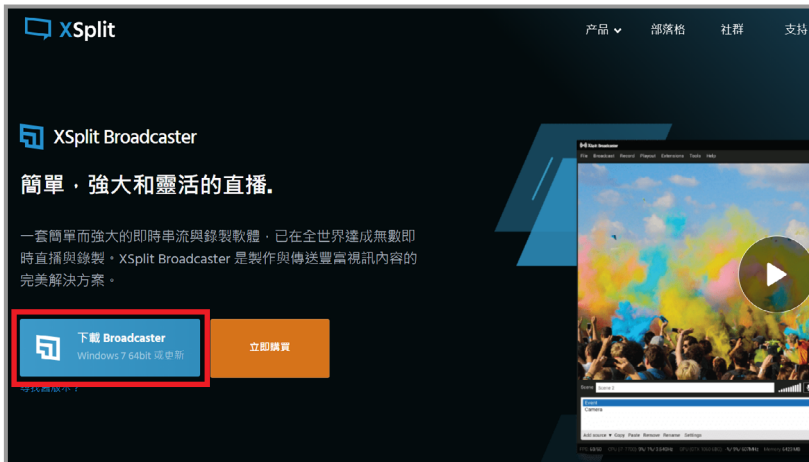 XSplit
产品 部落格 社群 支持
XSplit Broadcaster
簡單，強大和靈活的直播.
一套簡單而強大的即時串流與錄製軟體，已在全世界達成無數即
時直播與錄製。XSplit Broadcaster 是製作與傳送豐富視訊內容的
完美解決方案。
下載 Broadcaster
Windows 7 64bit 或更新
立即購買
XSplit Broadcaster
File Broadcast Record Playout Extensions Tools Help
Scene Scene 2
Event
Camera
Add source Copy Paste Remove Rename Settings